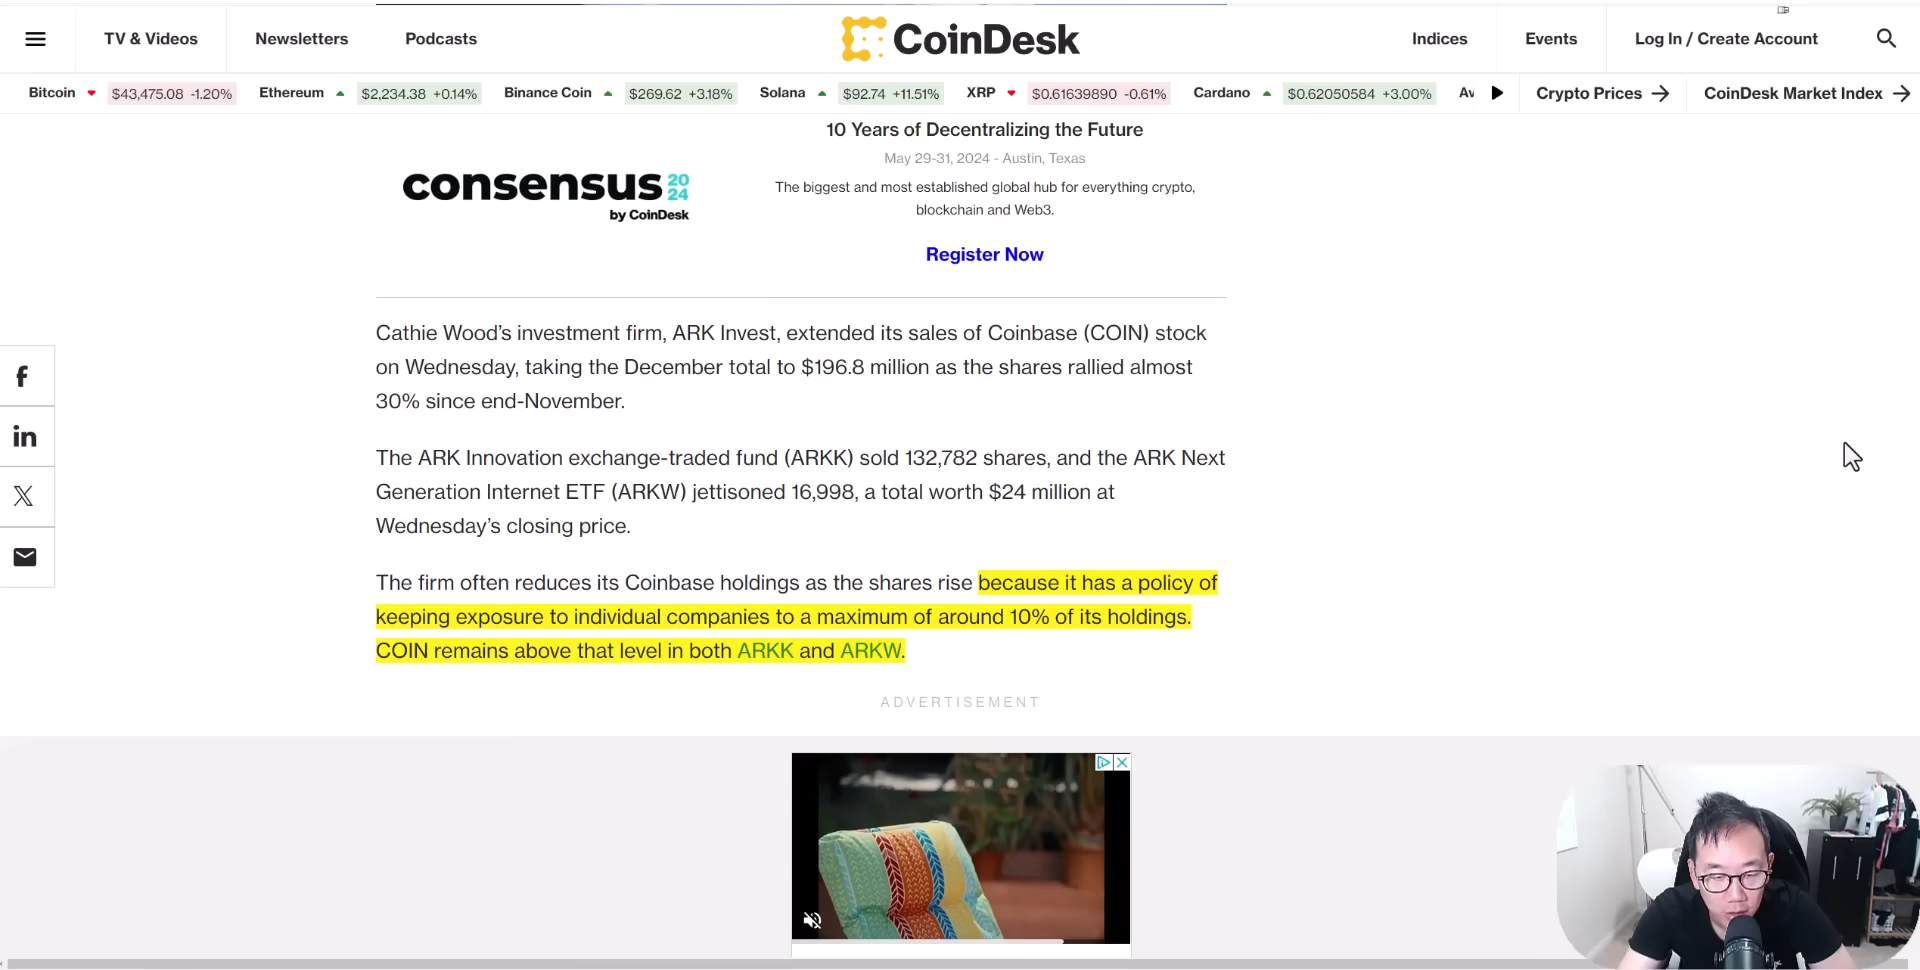 TV & Videos
Newsletters
Podcasts
CoinDesk
Indices
Events
Log In / Create Account
Bitcoin $43,475.08 -1.20% Ethereum $2,234.38 +0.14% Binance Coin $269.62 +3.18% Solana $92.74 +11.51% XRP $0.61639890 -0.61% Cardano $0.62050584 +3.00% Av Crypto Prices CoinDesk Market Index
10 Years of Decentralizing the Future
May 29-31, 2024 - Austin, Texas
consensus 2024
by CoinDesk
The biggest and most established global hub for everything crypto,
blockchain and Web3.
Register Now
Cathie Wood’s investment firm, ARK Invest, extended its sales of Coinbase (COIN) stock
on Wednesday, taking the December total to $196.8 million as the shares rallied almost
30% since end-November.
The ARK Innovation exchange-traded fund (ARKK) sold 132,782 shares, and the ARK Next
Generation Internet ETF (ARKW) jettisoned 16,998, a total worth $24 million at
Wednesday’s closing price.
The firm often reduces its Coinbase holdings as the shares rise because it has a policy of
keeping exposure to individual companies to a maximum of around 10% of its holdings.
COIN remains above that level in both ARKK and ARKW.
ADVERTISEMENT